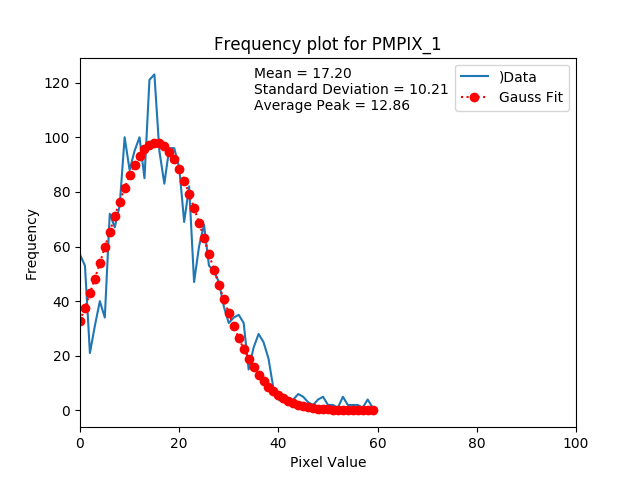 Frequency plot for PMPIX_1
Mean = 17.20
Standard Deviation = 10.21
Average Peak = 12.86
)Data
Gauss Fit
Frequency
120
100
80
60
40
20
0
0 20 40 60 80 100
Pixel Value